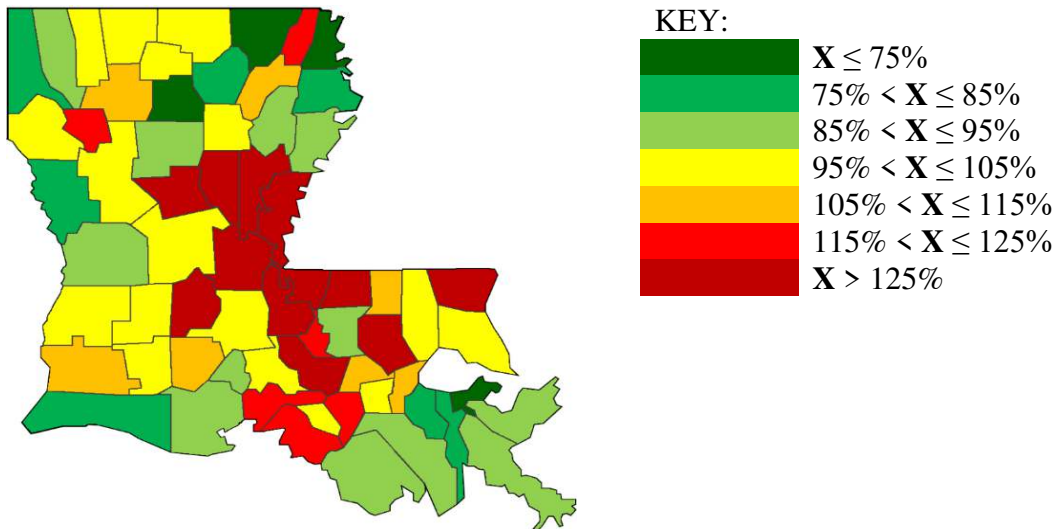 KEY:
X ≤ 75%
75% < X ≤ 85%
85% < X ≤ 95%
95% < X ≤ 105%
105% < X ≤ 115%
115% < X ≤ 125%
X > 125%